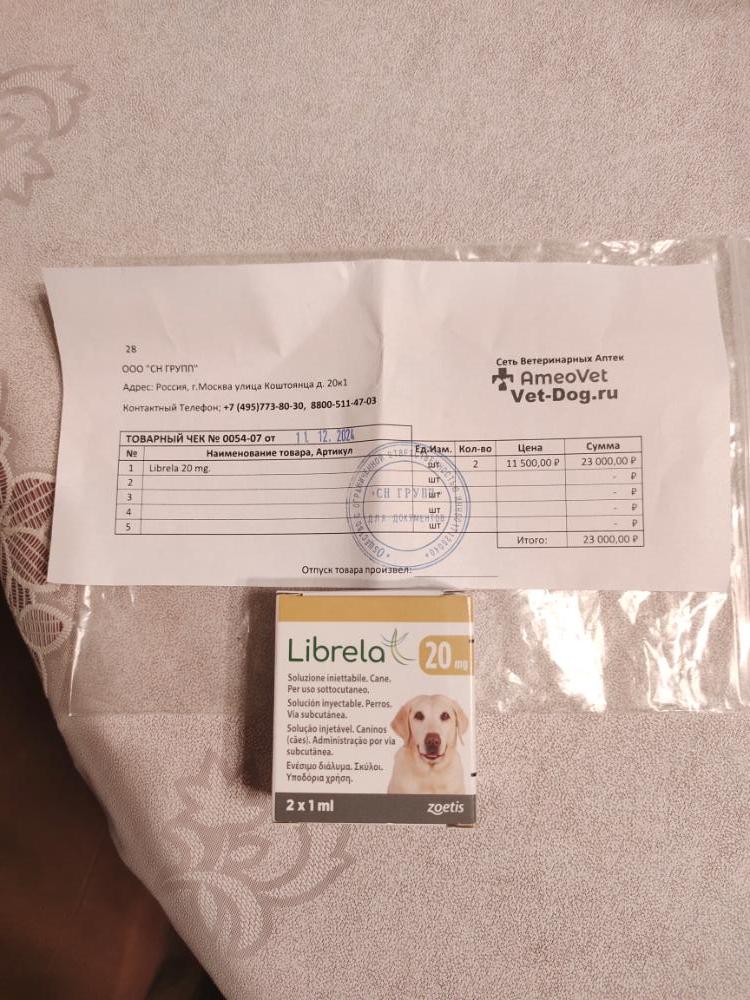 28
ООО "СН ГРУПП"
Адрес: Россия, г.Москва улица Коштоянца д. 20к1
Контактный Телефон; +7 (495)773-80-30, 8800-511-47-03
Сеть Ветеринарных Аптек
AmeoVet
Vet-Dog.ru
ТОВАРНЫЙ ЧЕК № 0054-07 от 11. 12. 2024
№ Наименование товара, Артикул Ед.Изм. Кол-во Цена Сумма
1 Librela 20 mg. шт 2 11 500,00 ₽ 23 000,00 ₽
2 шт - ₽
3 шт - ₽
4 шт - ₽
5 шт - ₽
Итого: 23 000,00 ₽
СН ГРУПП
ДЛЯ ДОКУМЕНТОВ
Отпуск товара произвел:
Librela 20 mg
Soluzione iniettabile. Cane.
Per uso sottocutaneo.
Solución inyectable. Perros.
Vía subcutánea.
Solução injetável. Caninos
(cães). Administração por via
subcutânea.
Ενέσιμο διάλυμα. Σκύλοι.
Υποδόρια χρήση.
2 x 1 ml
zoetis